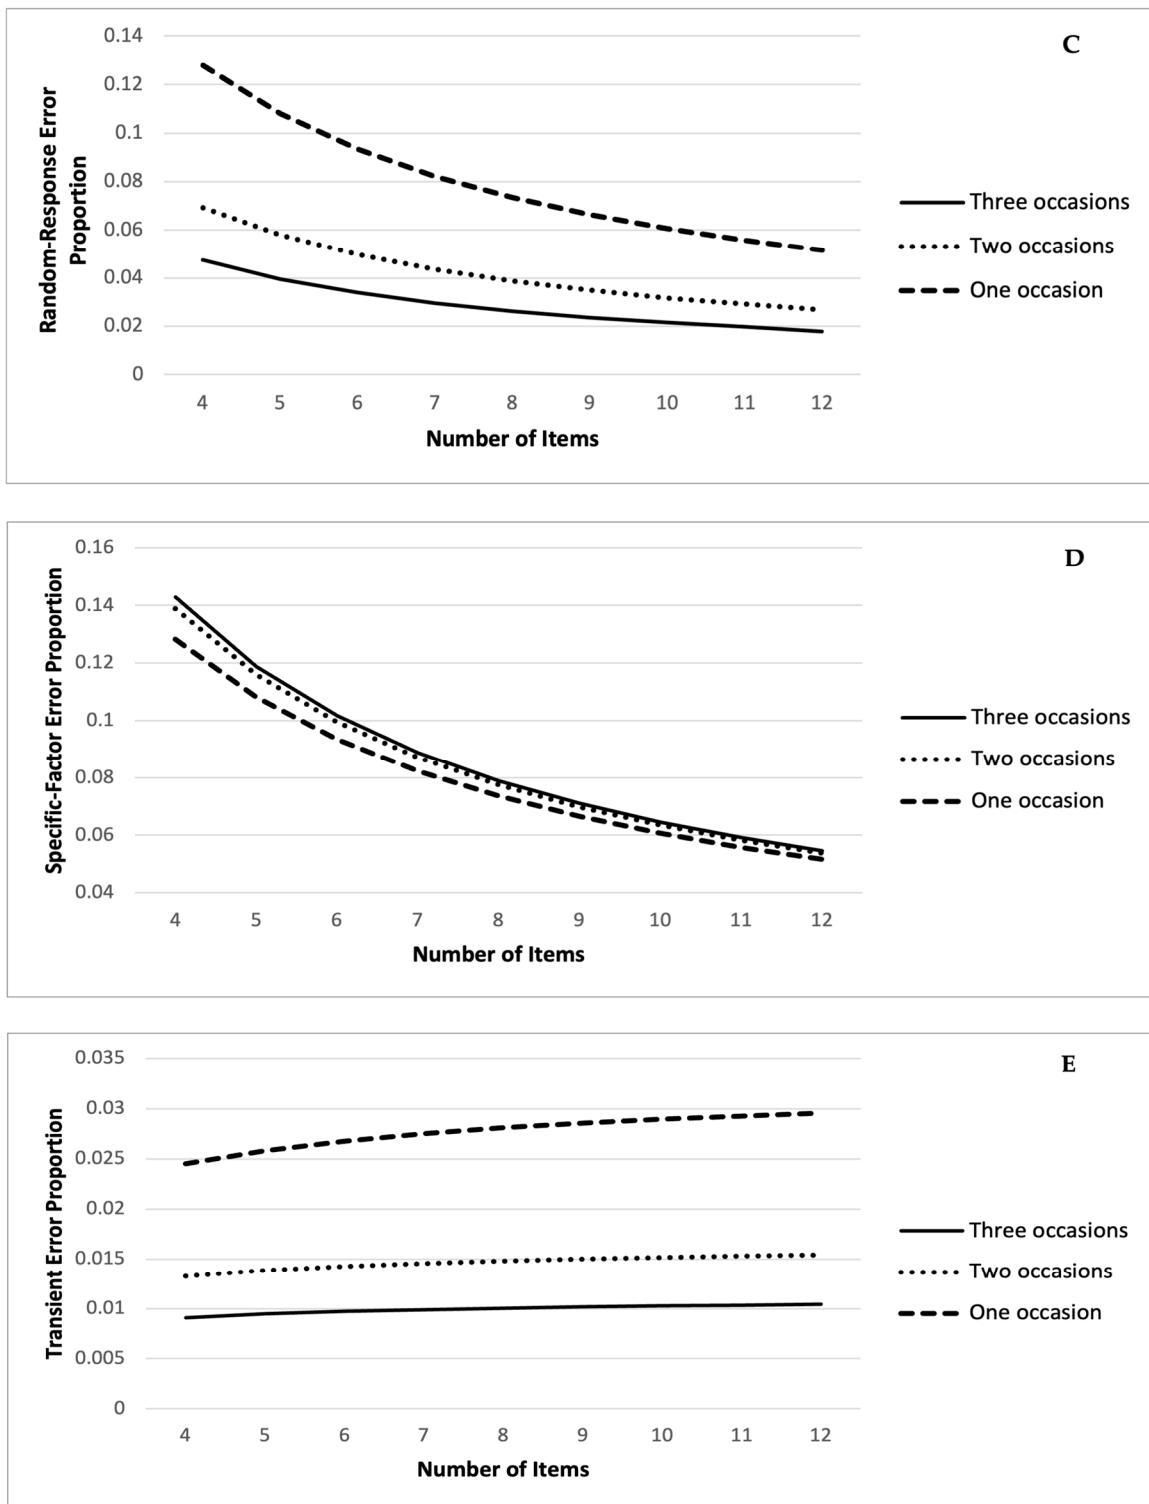 C
0.14
0.12
0.1
0.08
0.06
0.04
0.02
0
Random-Response Error
Proportion
4 5 6 7 8 9 10 11 12
Number of Items
Three occasions
Two occasions
One occasion
D
0.16
0.14
0.12
0.1
0.08
0.06
0.04
Specific-Factor Error Proportion
4 5 6 7 8 9 10 11 12
Number of Items
Three occasions
Two occasions
One occasion
E
0.035
0.03
0.025
0.02
0.015
0.01
0.005
0
Transient Error Proportion
4 5 6 7 8 9 10 11 12
Number of Items
Three occasions
Two occasions
One occasion